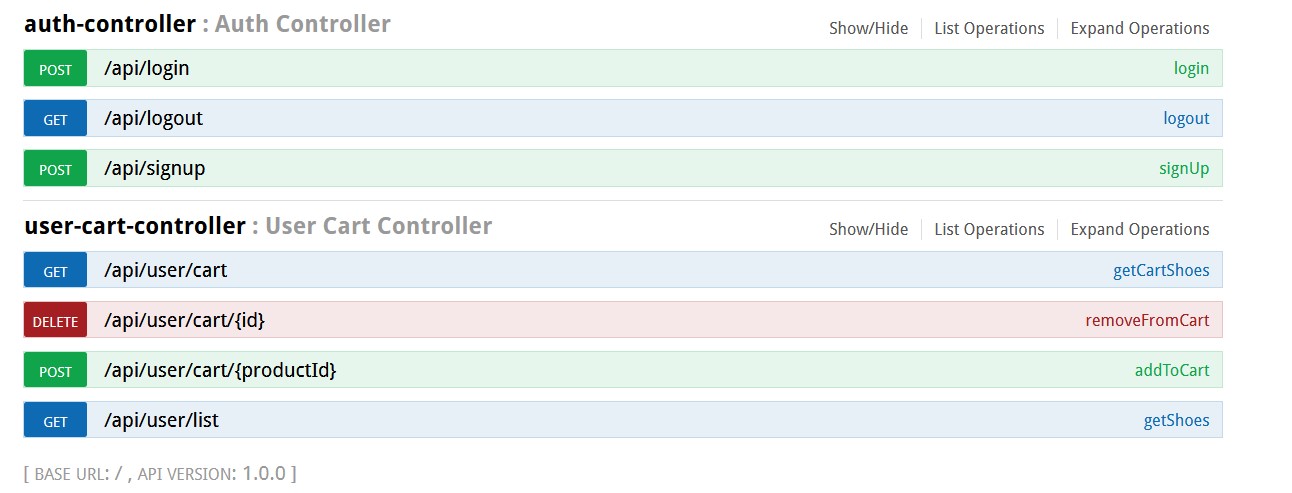 auth-controller : Auth Controller Show/Hide List Operations Expand Operations
POST /api/login login
GET /api/logout logout
POST /api/signup signUp
user-cart-controller : User Cart Controller Show/Hide List Operations Expand Operations
GET /api/user/cart getCartShoes
DELETE /api/user/cart/{id} removeFromCart
POST /api/user/cart/{productId} addToCart
GET /api/user/list getShoes
[ BASE URL: / , API VERSION: 1.0.0 ]